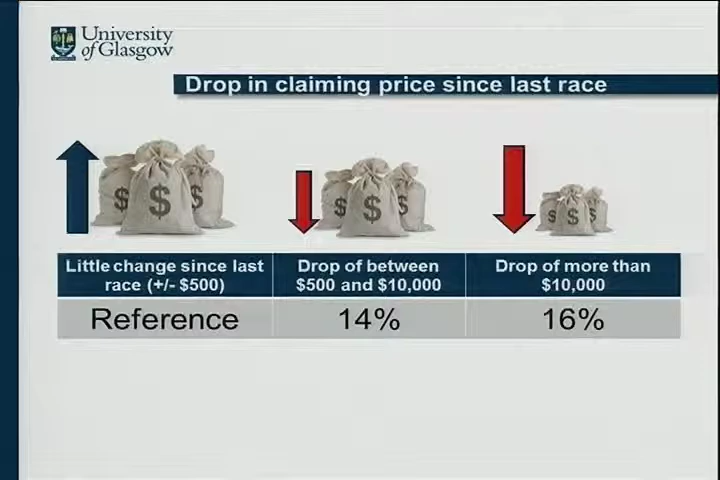 University
of Glasgow
Drop in claiming price since last race
$ $ $
$ $ $
$ $ $
Little change since last
race (+/- $500)
Drop of between
$500 and $10,000
Drop of more than
$10,000
Reference
14%
16%